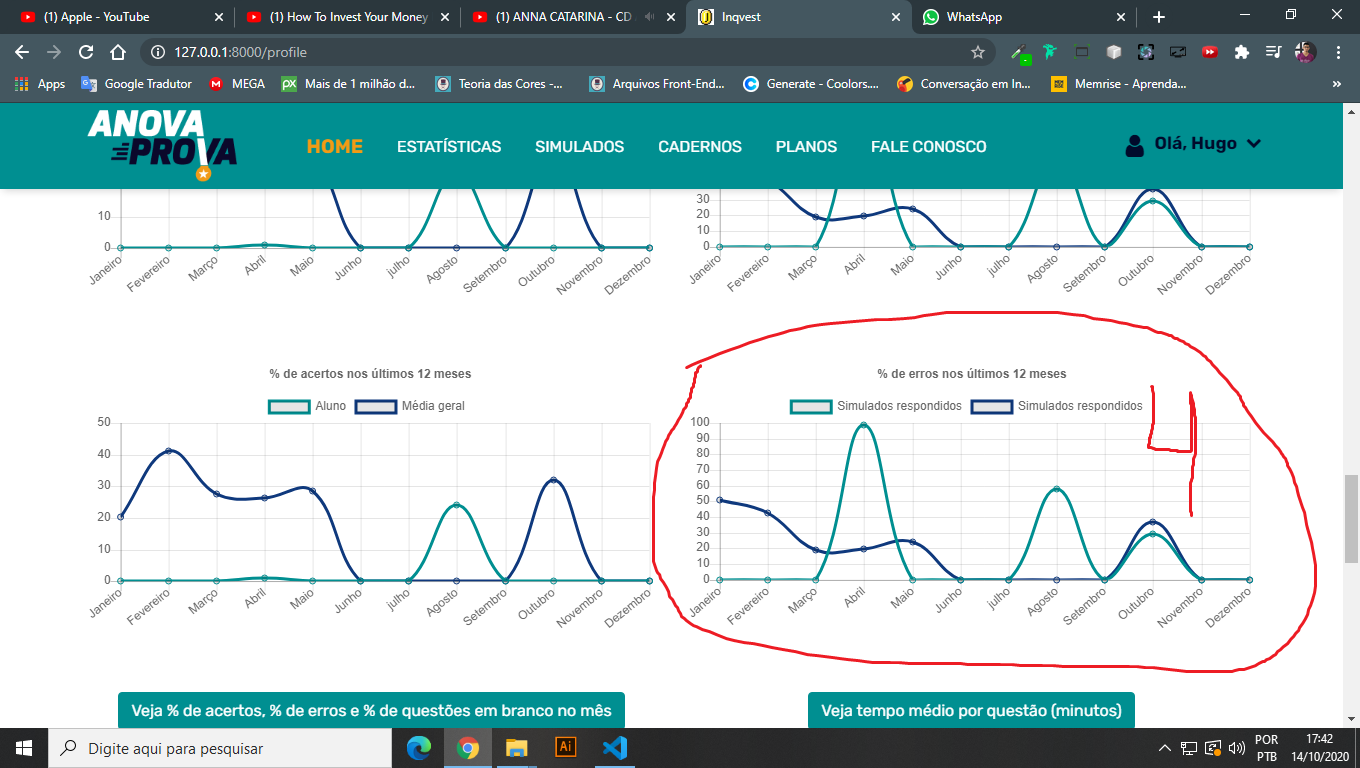 (1) Apple - YouTube
(1) How To Invest Your Money
(1) ANNA CATARINA - CD
Inqvest
WhatsApp
127.0.0.1:8000/profile
Apps
Google Tradutor
MEGA
Mais de 1 milhão d...
Teoria das Cores -...
Arquivos Front-End...
Generate - Coolors....
Conversação em In...
Memrise - Aprenda...
»
ANOVA
PROVA
HOME
ESTATÍSTICAS
SIMULADOS
CADERNOS
PLANOS
FALE CONOSCO
Olá, Hugo
10
0
Janeiro
Fevereiro
Março
Abril
Maio
Junho
julho
Agosto
Setembro
Outubro
Novembro
Dezembro
30
20
10
0
Janeiro
Fevereiro
Março
Abril
Maio
Junho
julho
Agosto
Setembro
Outubro
Novembro
Dezembro
% de acertos nos últimos 12 meses
Aluno
Média geral
50
40
30
20
10
0
Janeiro
Fevereiro
Março
Abril
Maio
Junho
julho
Agosto
Setembro
Outubro
Novembro
Dezembro
% de erros nos últimos 12 meses
Simulados respondidos
Simulados respondidos
4
100
90
80
70
60
50
40
30
20
10
0
Janeiro
Fevereiro
Março
Abril
Maio
Junho
julho
Agosto
Setembro
Outubro
Novembro
Dezembro
Veja % de acertos, % de erros e % de questões em branco no mês
Veja tempo médio por questão (minutos)
Digite aqui para pesquisar
Ai
POR
PTB
17:42
14/10/2020